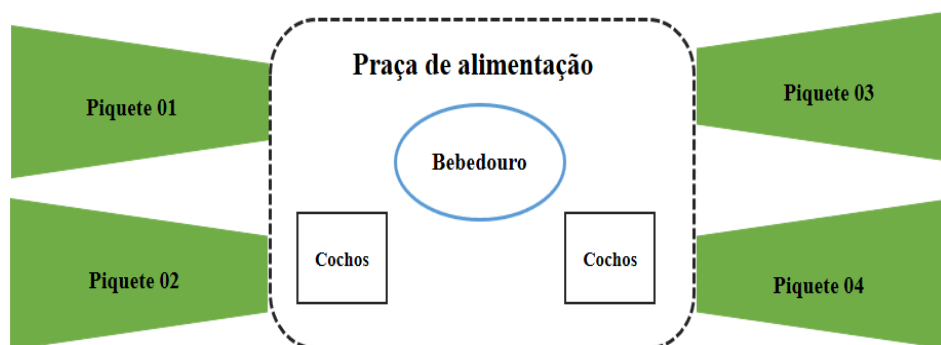 Praça de alimentação
Piquete 01
Piquete 03
Bebedouro
Cochos
Cochos
Piquete 02
Piquete 04